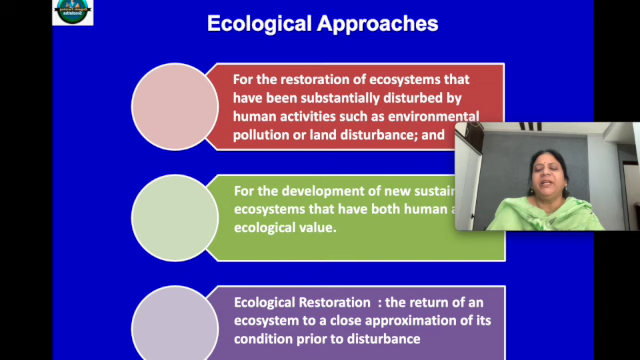 Ecological Approaches
For the restoration of ecosystems that
have been substantially disturbed by
human activities such as environmental
pollution or land disturbance; and
For the development of new sustain
ecosystems that have both human a
ecological value.
Ecological Restoration : the return of an
ecosystem to a close approximation of its
condition prior to disturbance